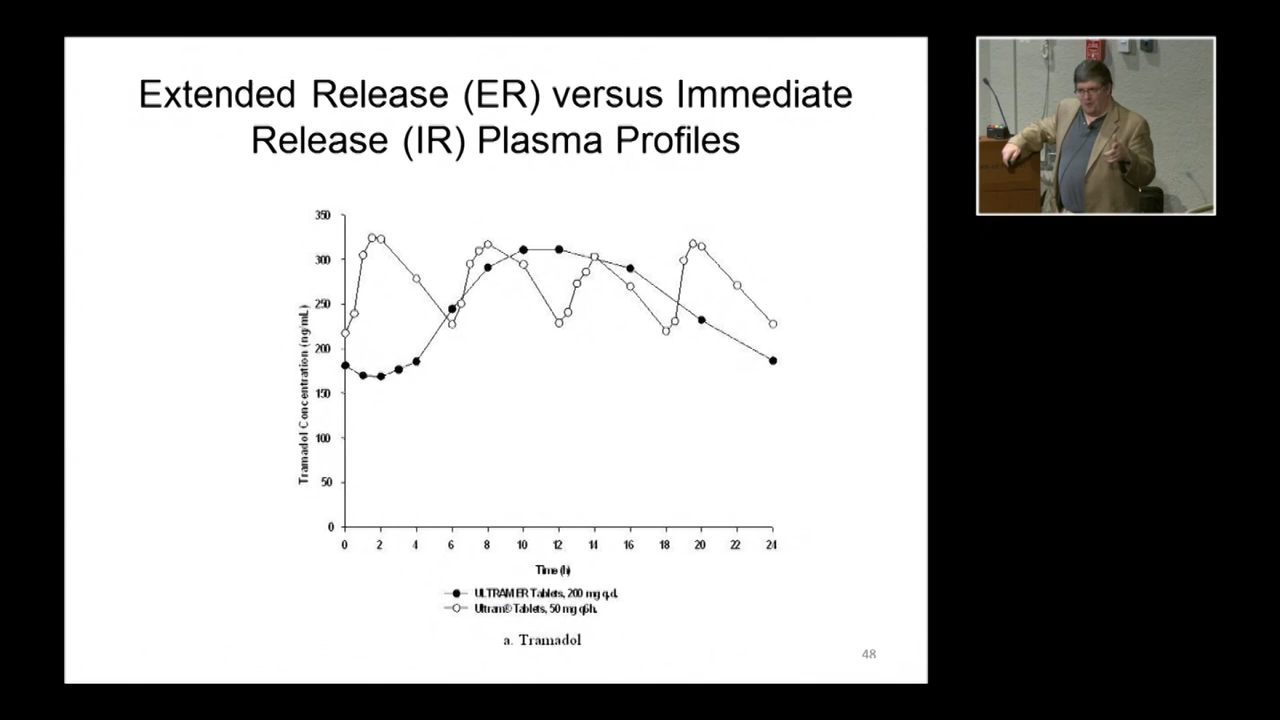 Extended Release (ER) versus Immediate
Release (IR) Plasma Profiles
350
300
250
200
150
100
50
0
Tramadol Concentration (ng/mL)
0 2 4 6 8 10 12 14 16 18 20 22 24
Time (h)
ULTRAM ER Tablets, 200 mg q.d.
Ultram® Tablets, 50 mg q6h.
a. Tramadol
48